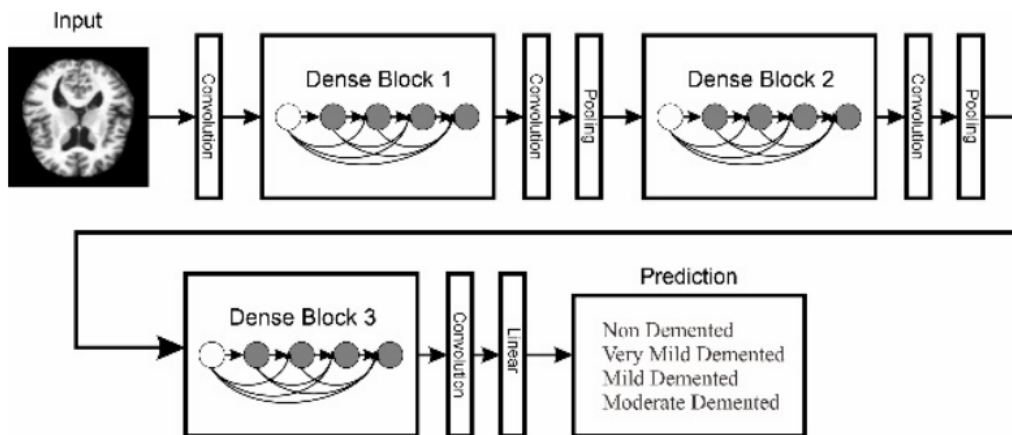 Input
Convolution
Dense Block 1
Convolution
Pooling
Dense Block 2
Convolution
Pooling
Dense Block 3
Convolution
Linear
Prediction
Non Demented
Very Mild Demented
Mild Demented
Moderate Demented